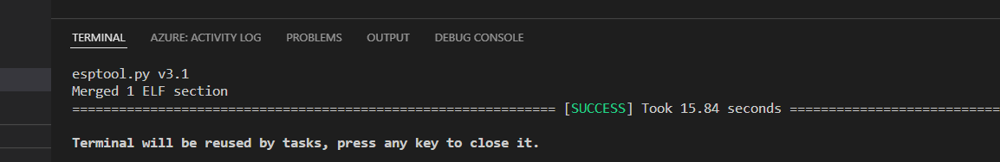 TERMINAL AZURE: ACTIVITY LOG PROBLEMS OUTPUT DEBUG CONSOLE
esptool.py v3.1
Merged 1 ELF section
============================================================== [SUCCESS] Took 15.84 seconds ===========================
Terminal will be reused by tasks, press any key to close it.